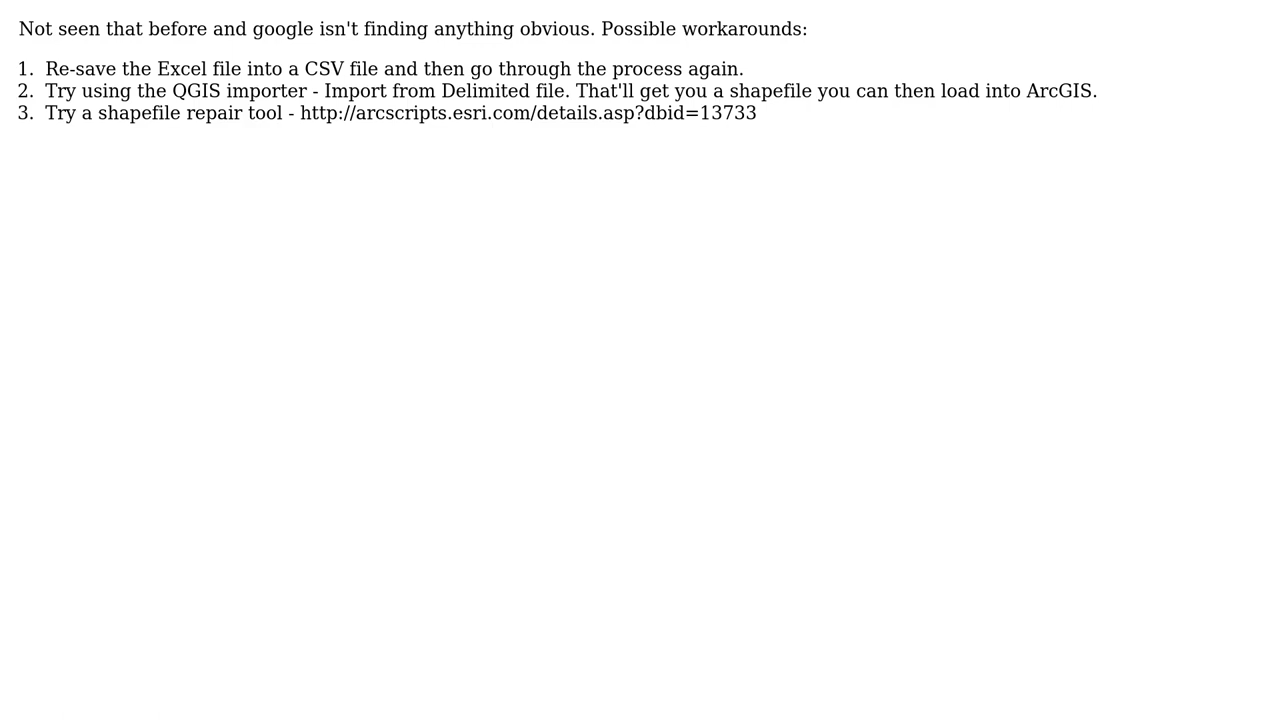 Not seen that before and google isn't finding anything obvious. Possible workarounds:
1. Re-save the Excel file into a CSV file and then go through the process again.
2. Try using the QGIS importer - Import from Delimited file. That'll get you a shapefile you can then load into ArcGIS.
3. Try a shapefile repair tool - http://arcscripts.esri.com/details.asp?dbid=13733